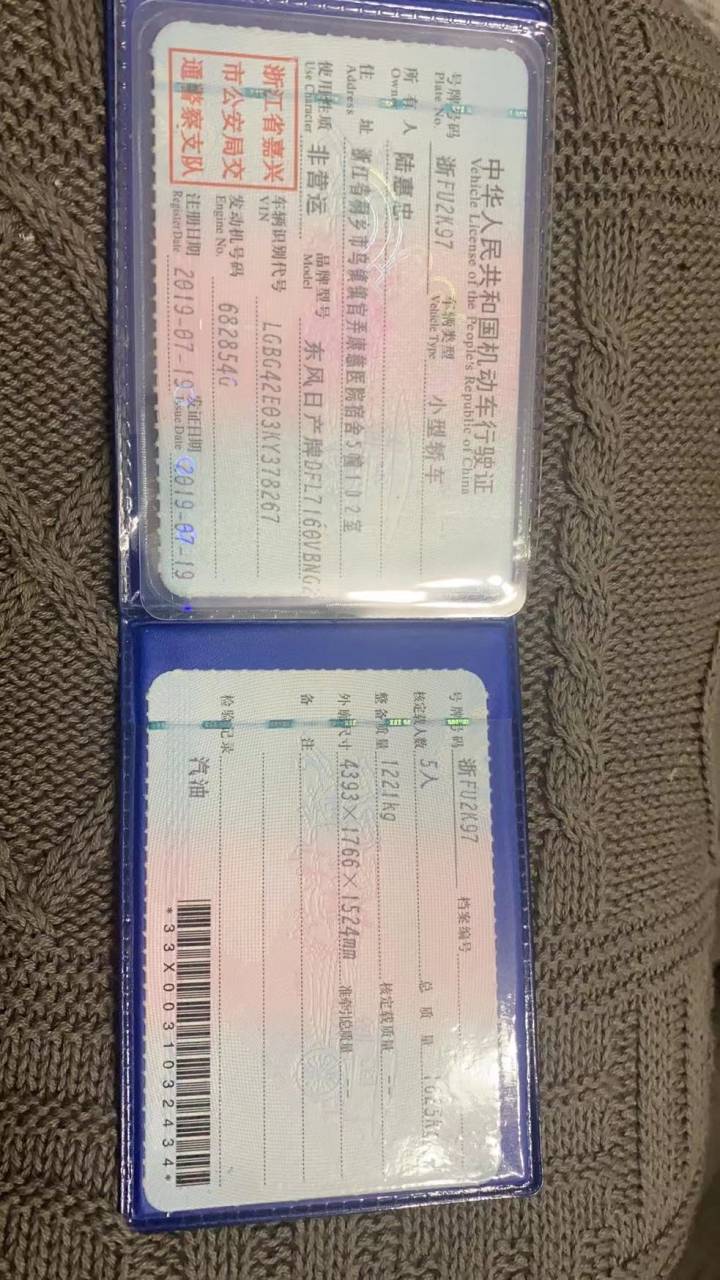 中华人民共和国机动车行驶证
Vehicle License of the People's Republic of China
号牌号码 浙FU2K97 车辆类型 小型轿车
Plate No. Vehicle Type
所有人 陆惠忠
Owner
住址 浙江省桐乡市乌镇镇官弄康慈医院宿舍5幢102室
Address
使用性质 非营运 品牌型号 东风日产牌DFL7160VBNG2
Use Character Model
浙江省嘉兴
市公安局交
通警察支队
车辆识别代号 LGBG42E03KY378267
VIN
发动机号码 682854G
Engine No.
注册日期 2019-07-19 发证日期 2019-07-19
Register Date Issue Date
号牌号码 浙FU2K97 档案编号
核定载人数 5人 总质量
整备质量 1221kg 核定载质量 --
外廓尺寸 4393×1766×1524mm 准牵引总质量 --
备注
检验记录
汽油
*33X0031032434*